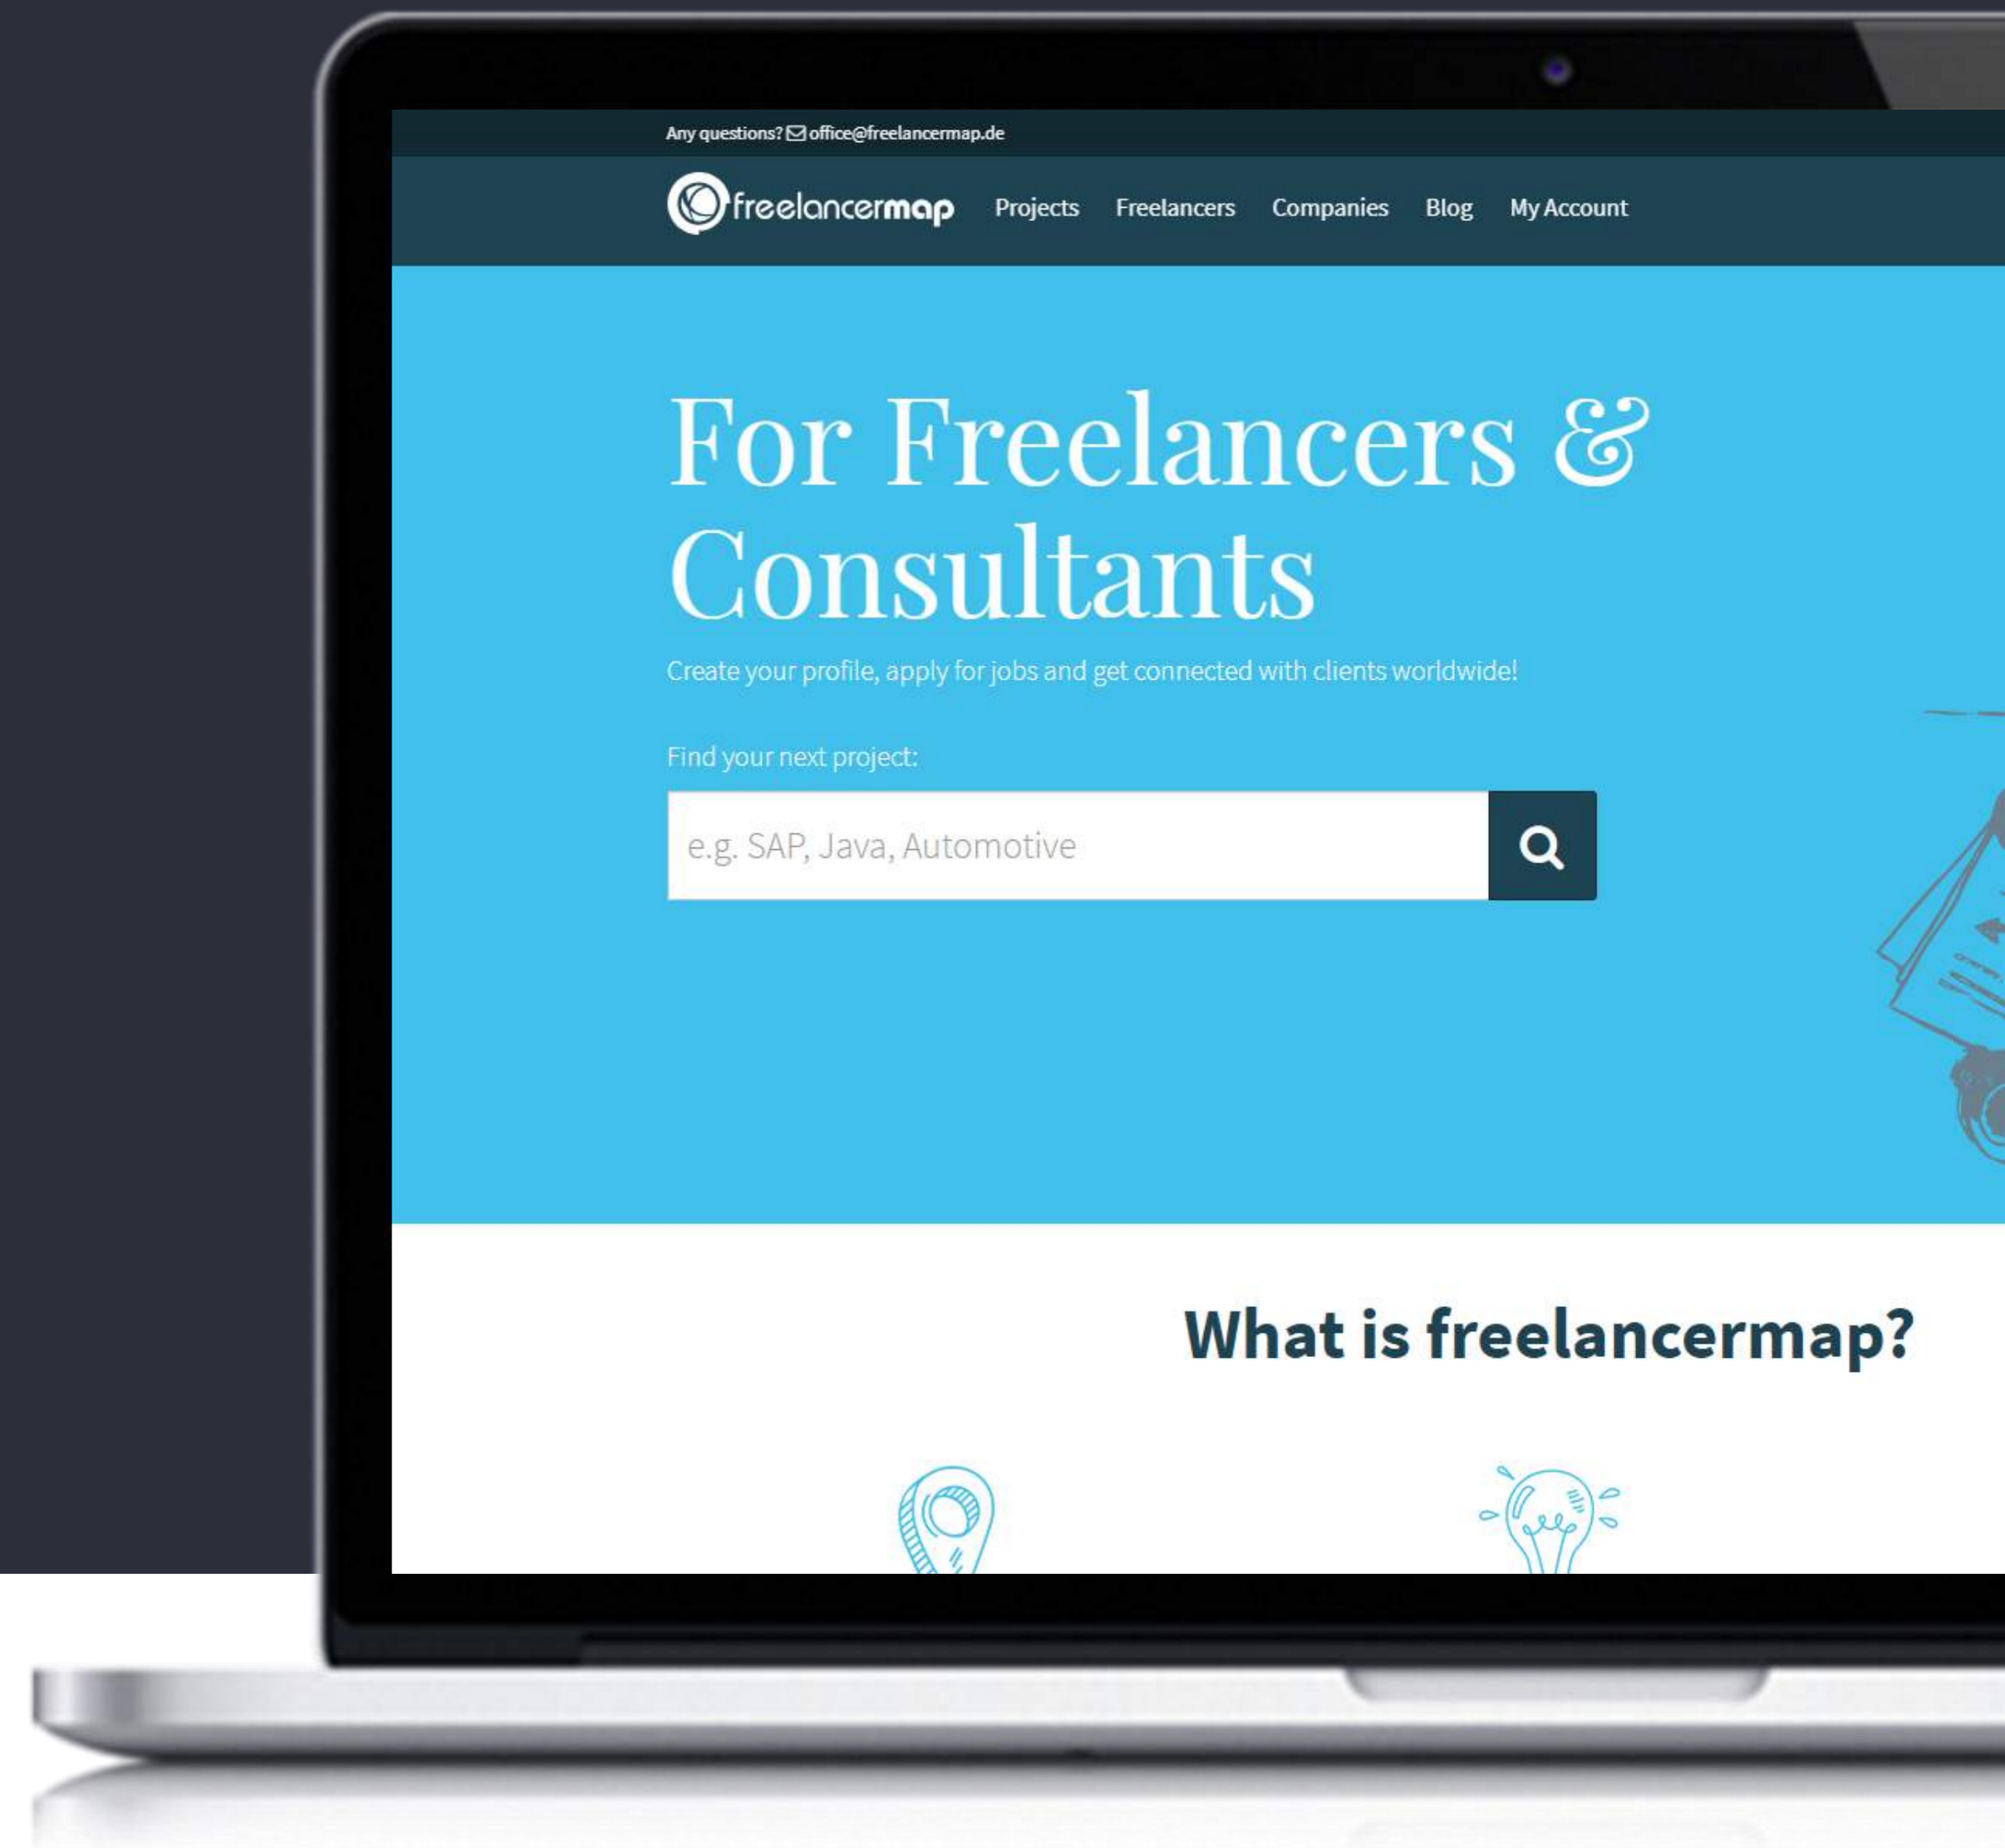 Any questions? office@freelancermap.de
freelancermap Projects Freelancers Companies Blog My Account
For Freelancers &
Consultants
Create your profile, apply for jobs and get connected with clients worldwide!
Find your next project:
e.g. SAP, Java, Automotive
What is freelancermap?